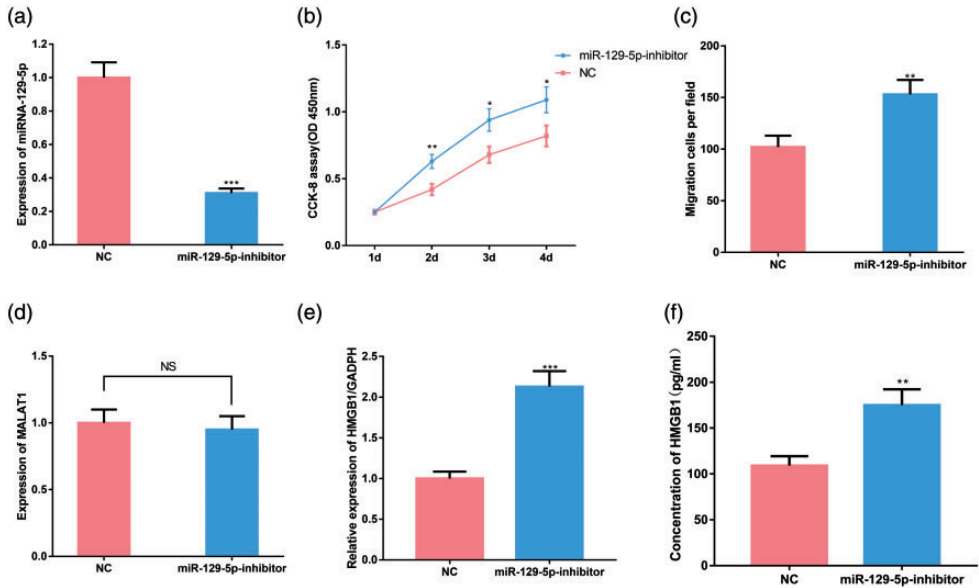 (a)
Expression of miRNA-129-5p
1.2
1.0
0.8
0.6
0.4
0.2
0.0
***
NC
miR-129-5p-inhibitor
(b)
CCK-8 assay(OD 450nm)
1.5
1.0
0.5
0.0
**
*
*
miR-129-5p-inhibitor
NC
1d
2d
3d
4d
(c)
Migration cells per field
200
150
100
50
0
**
NC
miR-129-5p-inhibitor
(d)
Expression of MALAT1
1.5
1.0
0.5
0.0
NS
NC
miR-129-5p-inhibitor
(e)
Relative expression of HMGB1/GADPH
2.5
2.0
1.5
1.0
0.5
0.0
***
NC
miR-129-5p-inhibitor
(f)
Concentration of HMGB1(pg/ml)
250
200
150
100
50
0
**
NC
miR-129-5p-inhibitor